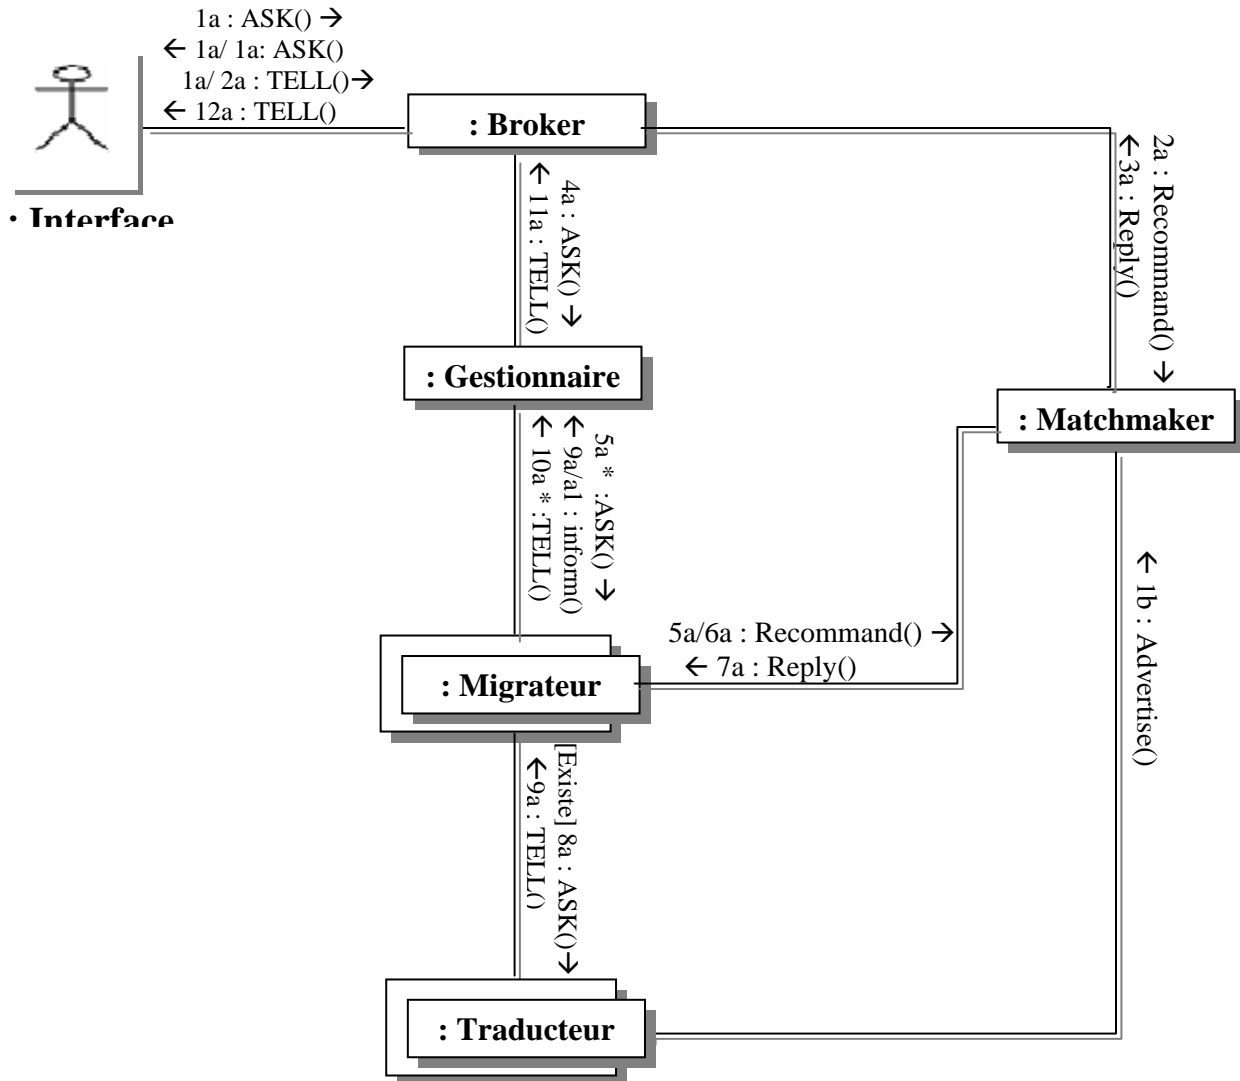 1a : ASK() →
← 1a/ 1a: ASK()
1a/ 2a : TELL()→
← 12a : TELL()
: Interface
: Broker
2a : Recommand() →
←3a : Reply()
4a : ASK() →
← 11a : TELL()
: Gestionnaire
: Matchmaker
5a * :ASK() →
← 9a/a1 : inform()
← 10a * :TELL()
5a/6a : Recommand() →
← 7a : Reply()
← 1b : Advertise()
: Migrateur
[Existe] 8a : ASK()→
←9a : TELL()
: Traducteur